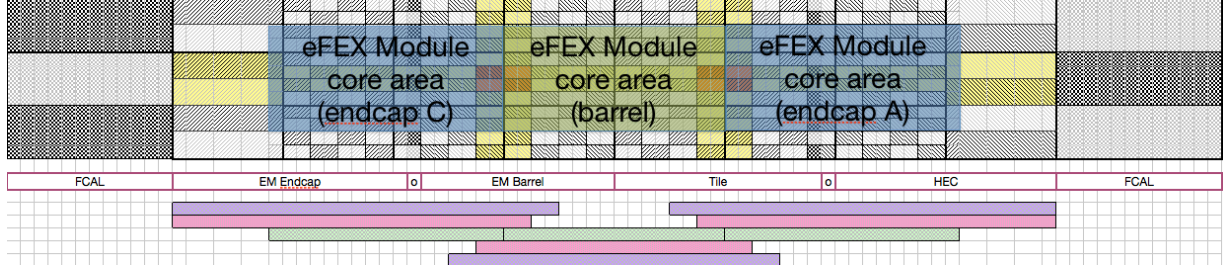 eFEX Module eFEX Module eFEX Module
core area core area core area
(endcap C) (barrel) (endcap A)
FCAL EM Endcap o EM Barrel Tile o HEC FCAL